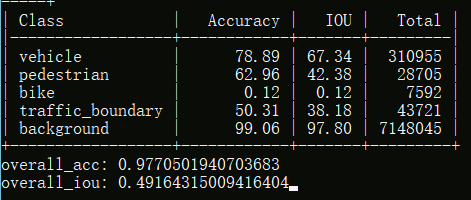 -----+
| Class            | Accuracy |   IOU |   Total |
|------------------+----------+-------+---------|
| vehicle          |    78.89 | 67.34 |  310955 |
| pedestrian       |    62.96 | 42.38 |   28705 |
| bike             |     0.12 |  0.12 |    7592 |
| traffic_boundary |    50.31 | 38.18 |   43721 |
| background       |    99.06 | 97.80 | 7148045 |
+------------------+----------+-------+---------+
overall_acc: 0.9770501940703683
overall_iou: 0.49164315009416404